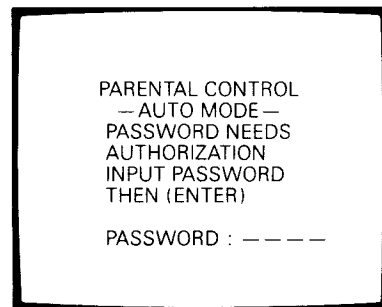 PARENTAL CONTROL
—AUTO MODE—
PASSWORD NEEDS
AUTHORIZATION
INPUT PASSWORD
THEN (ENTER)
PASSWORD : — — — —